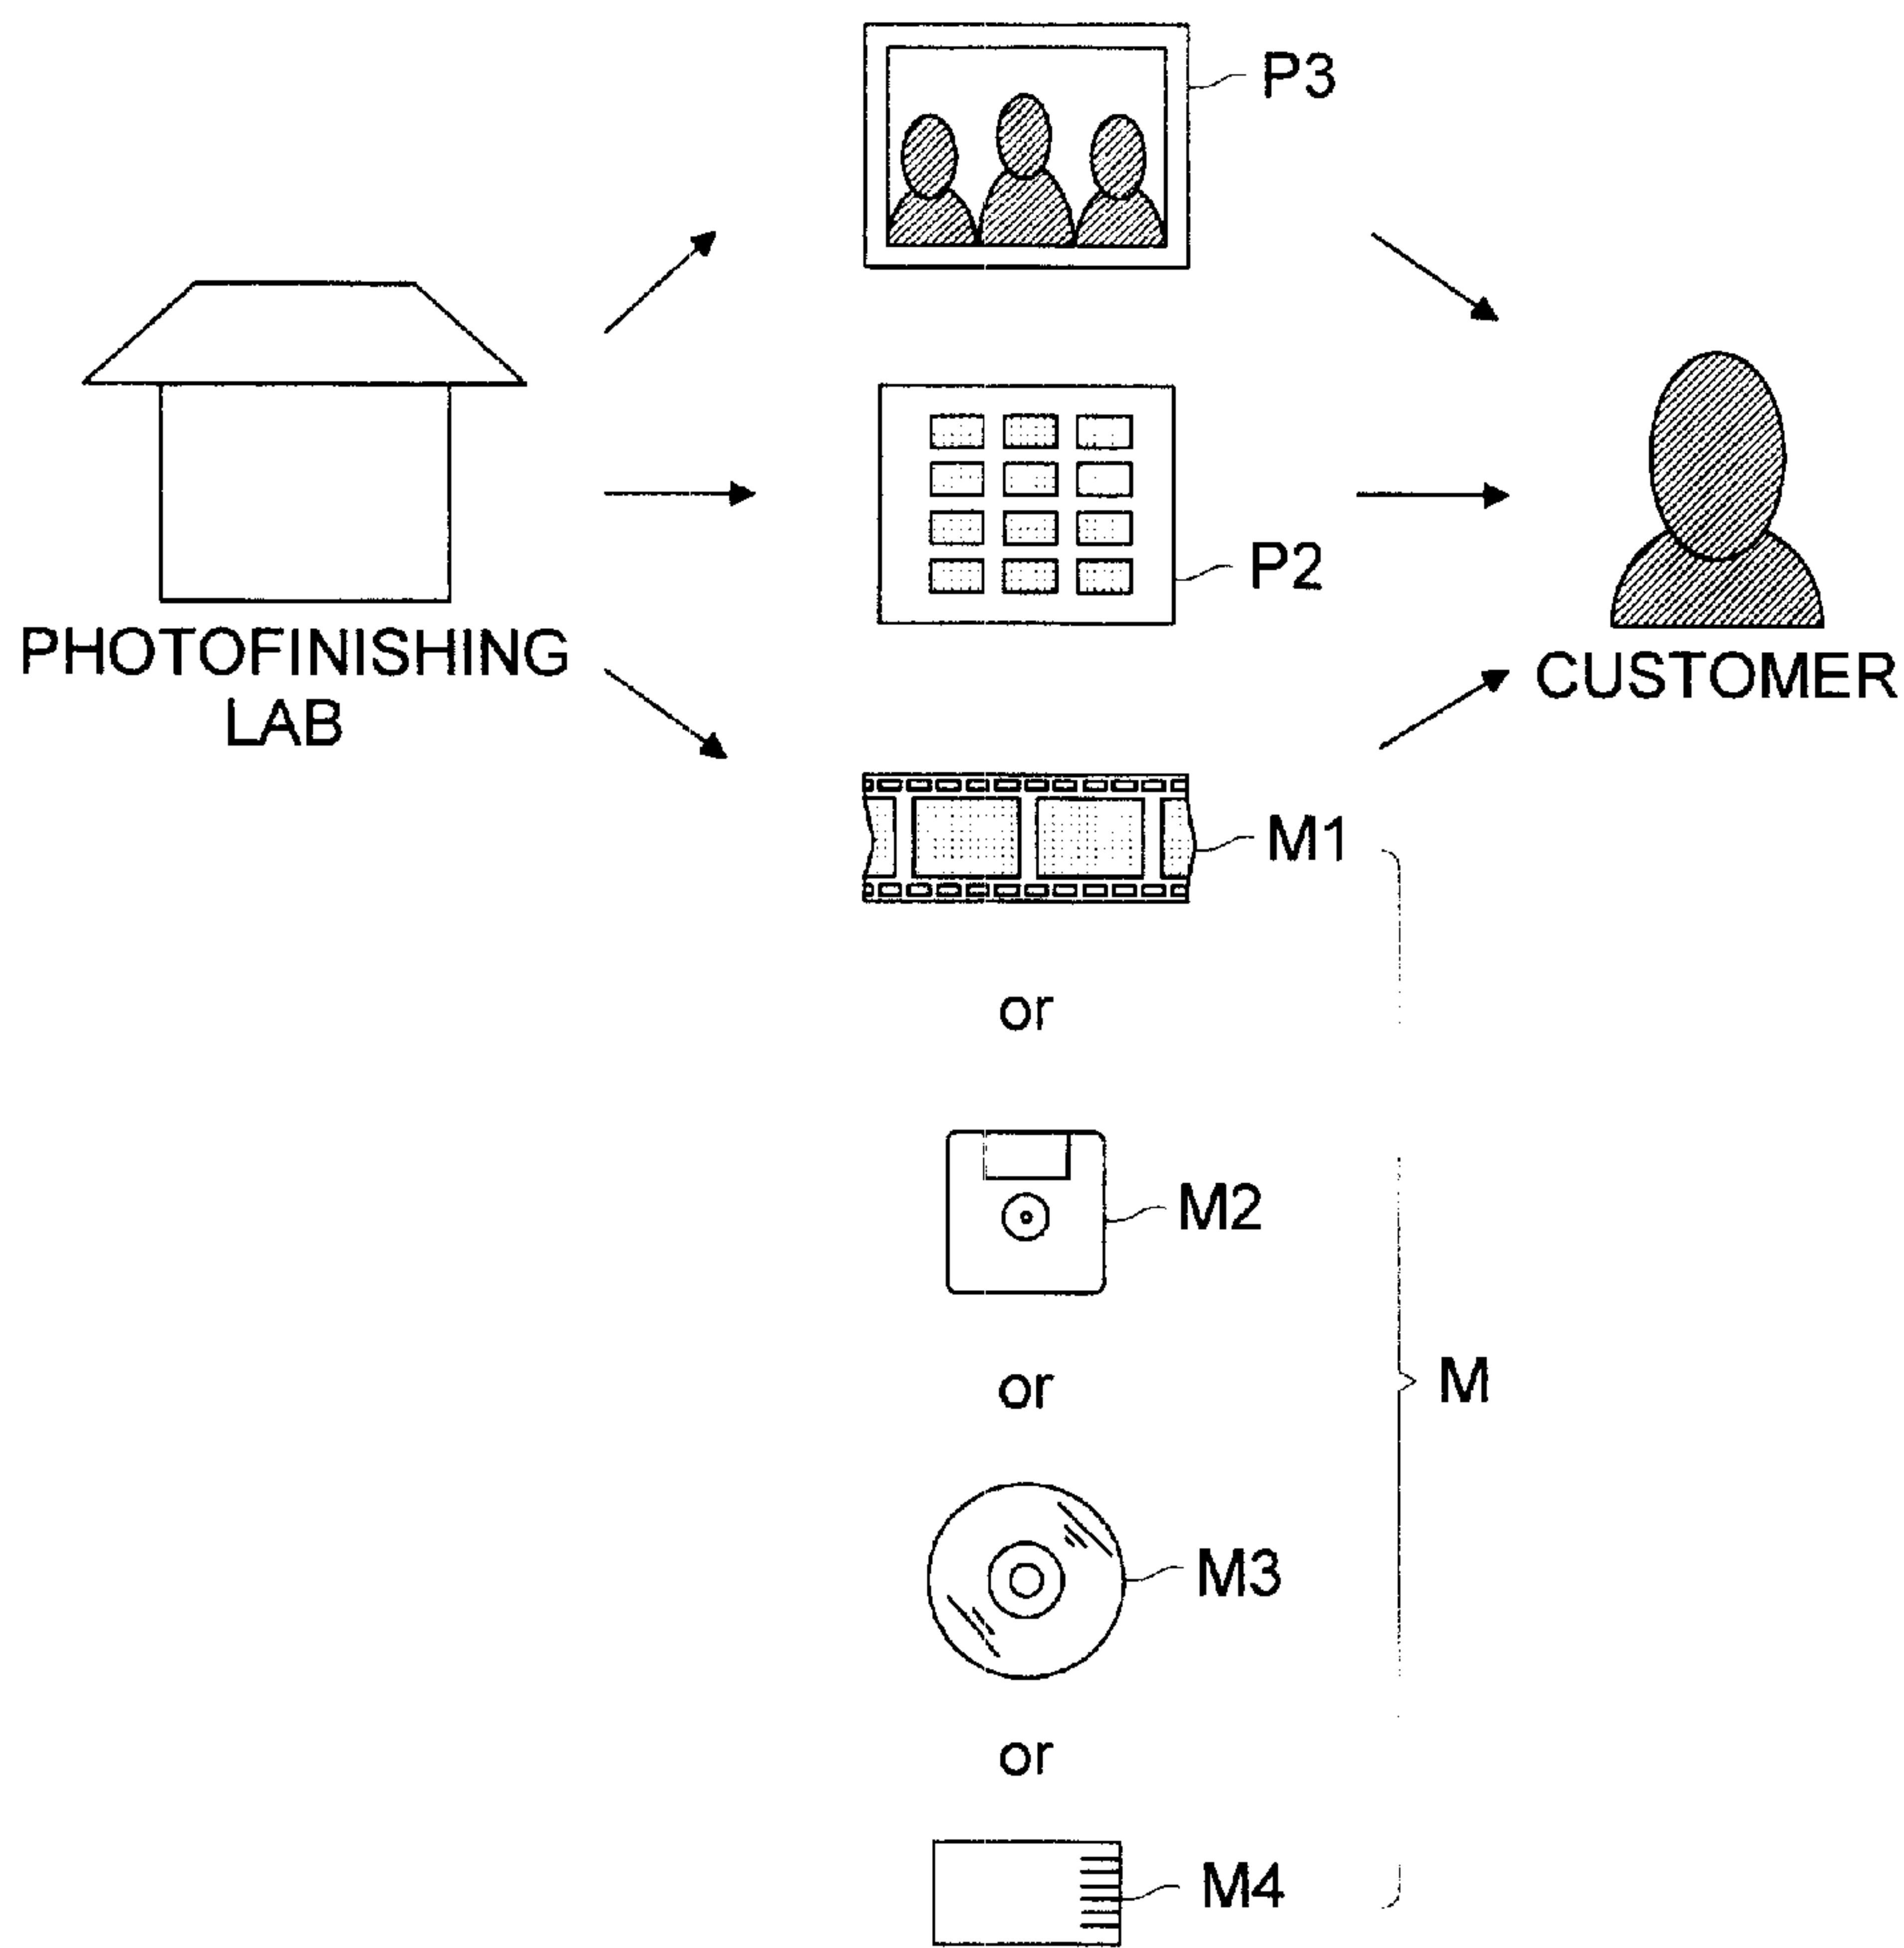 P3
P2
PHOTOFINISHING
LAB
CUSTOMER
M1
or
M2
or
M
M3
or
M4